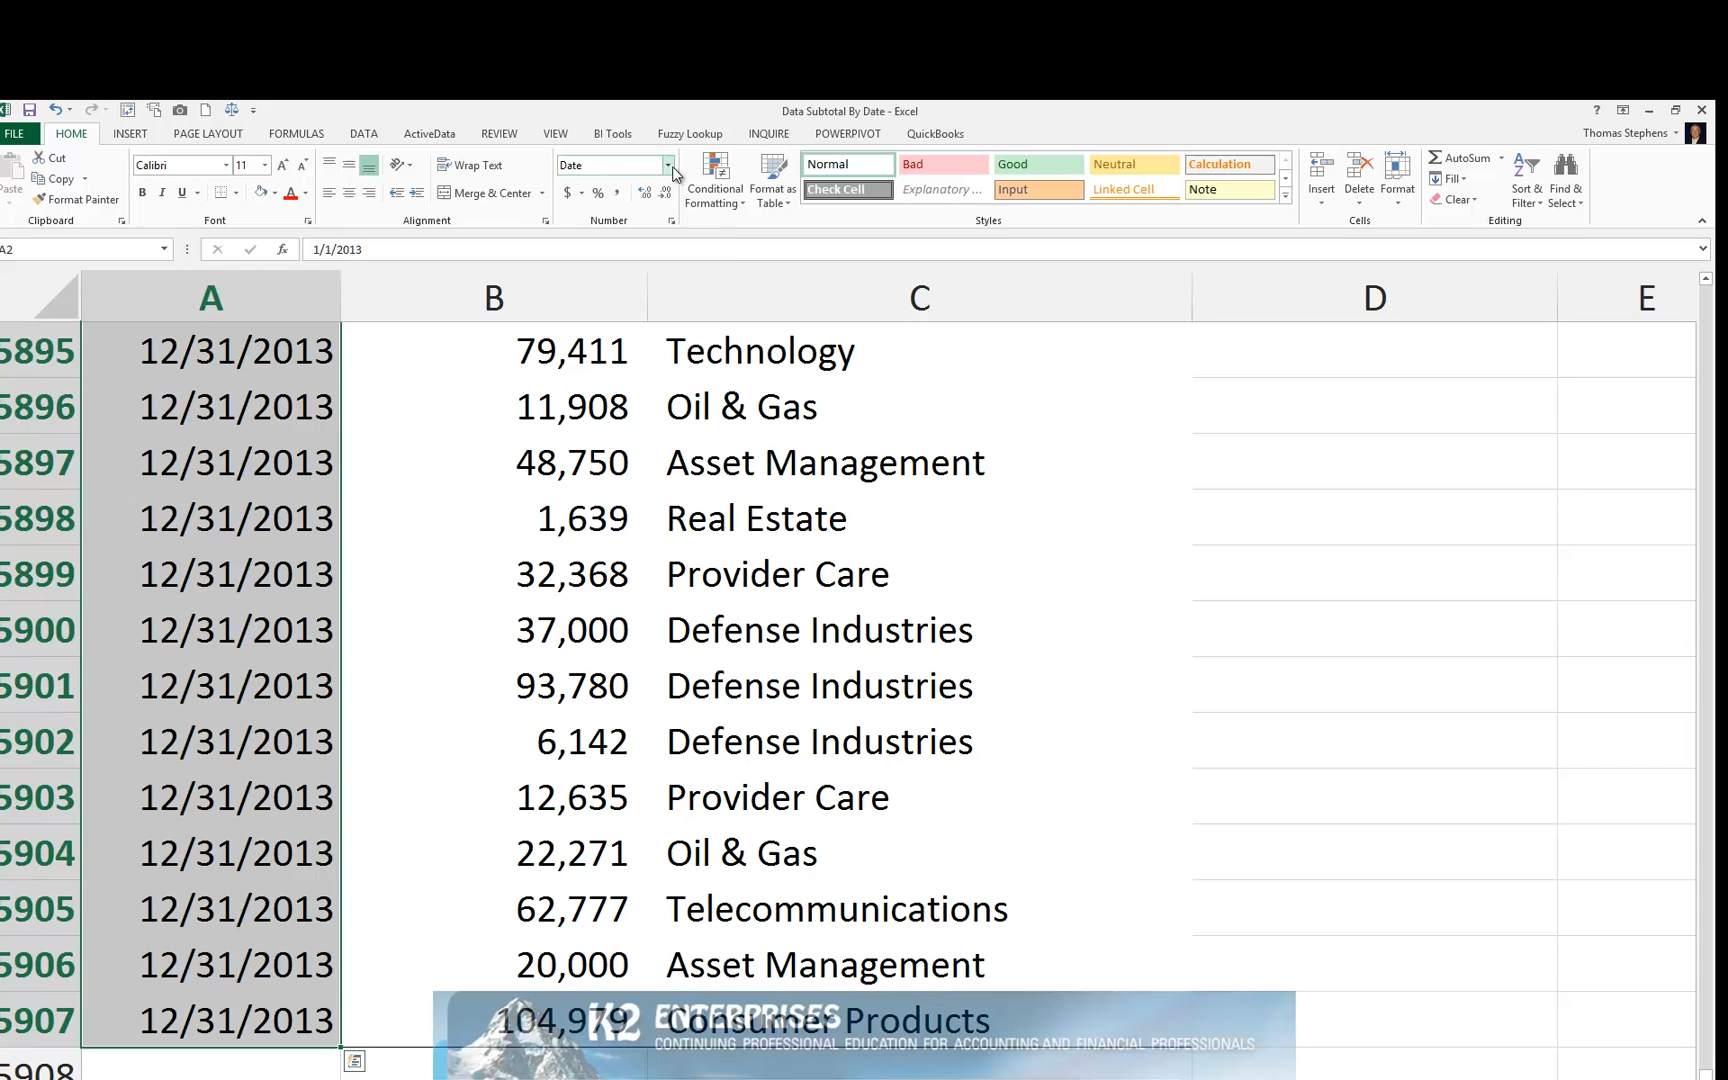 Data Subtotal By Date - Excel
FILE HOME INSERT PAGE LAYOUT FORMULAS DATA ActiveData REVIEW VIEW BI Tools Fuzzy Lookup INQUIRE POWERPIVOT QuickBooks Thomas Stephens
Paste Cut Copy Format Painter
Calibri 11
B I U
Wrap Text
Merge & Center
Date
$ % ,
Conditional Formatting
Format as Table
Normal Bad Good Neutral Calculation
Check Cell Explanatory ... Input Linked Cell Note
Insert Delete Format
AutoSum
Fill
Clear
Sort & Filter
Find & Select
Clipboard Font Alignment Number Styles Cells Editing
A2 fx 1/1/2013
A B C D E
5895 12/31/2013 79,411 Technology
5896 12/31/2013 11,908 Oil & Gas
5897 12/31/2013 48,750 Asset Management
5898 12/31/2013 1,639 Real Estate
5899 12/31/2013 32,368 Provider Care
5900 12/31/2013 37,000 Defense Industries
5901 12/31/2013 93,780 Defense Industries
5902 12/31/2013 6,142 Defense Industries
5903 12/31/2013 12,635 Provider Care
5904 12/31/2013 22,271 Oil & Gas
5905 12/31/2013 62,777 Telecommunications
5906 12/31/2013 20,000 Asset Management
5907 12/31/2013 104,979 Consumer Products
5908
K2 ENTERPRISES
CONTINUING PROFESSIONAL EDUCATION FOR ACCOUNTING AND FINANCIAL PROFESSIONALS